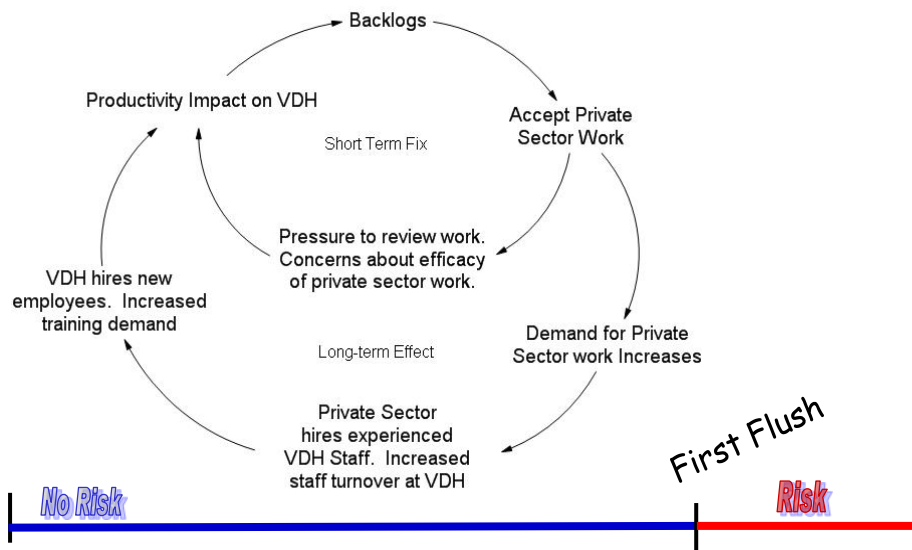 Backlogs
Productivity Impact on VDH
Accept Private
Sector Work
Short Term Fix
Pressure to review work.
Concerns about efficacy
of private sector work.
VDH hires new
employees.  Increased
training demand
Demand for Private
Sector work Increases
Long-term Effect
Private Sector
hires experienced
VDH Staff.  Increased
staff turnover at VDH
First Flush
No Risk
Risk